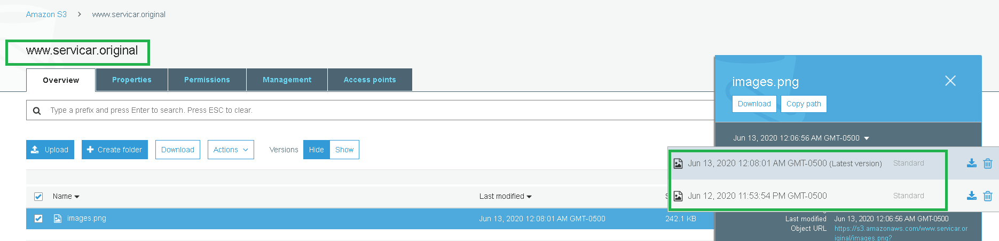 Amazon S3 > www.servicar.original
www.servicar.original
Overview Properties Permissions Management Access points
Type a prefix and press Enter to search. Press ESC to clear.
Upload Create folder Download Actions Versions Hide Show
Name Last modified
images.png Jun 13, 2020 12:08:01 AM GMT-0500 242.1 KB
images.png
Download Copy path
Jun 13, 2020 12:06:56 AM GMT-0500
Jun 13, 2020 12:08:01 AM GMT-0500 (Latest version) Standard
Jun 12, 2020 11:53:54 PM GMT-0500 Standard
Last modified Jun 13, 2020 12:06:56 AM GMT-0500
Object URL https://s3.amazonaws.com/www.servicar.or
iginal/images.png?